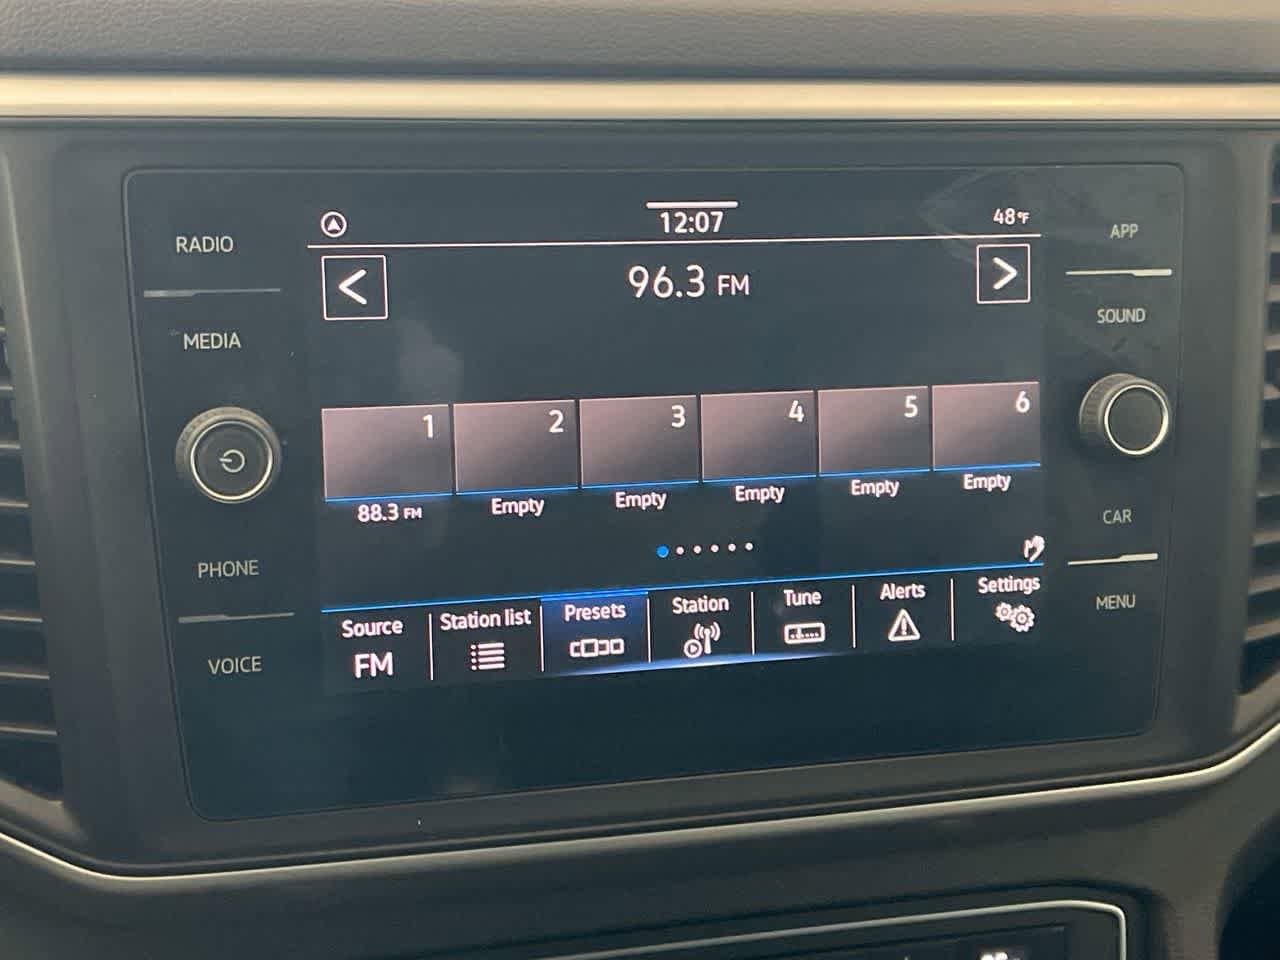 RADIO
MEDIA
PHONE
VOICE
12:07
48°F
96.3 FM
1
2
3
4
5
6
88.3 FM
Empty
Empty
Empty
Empty
Empty
Source
FM
Station list
Presets
Station
Tune
Alerts
Settings
APP
SOUND
CAR
MENU